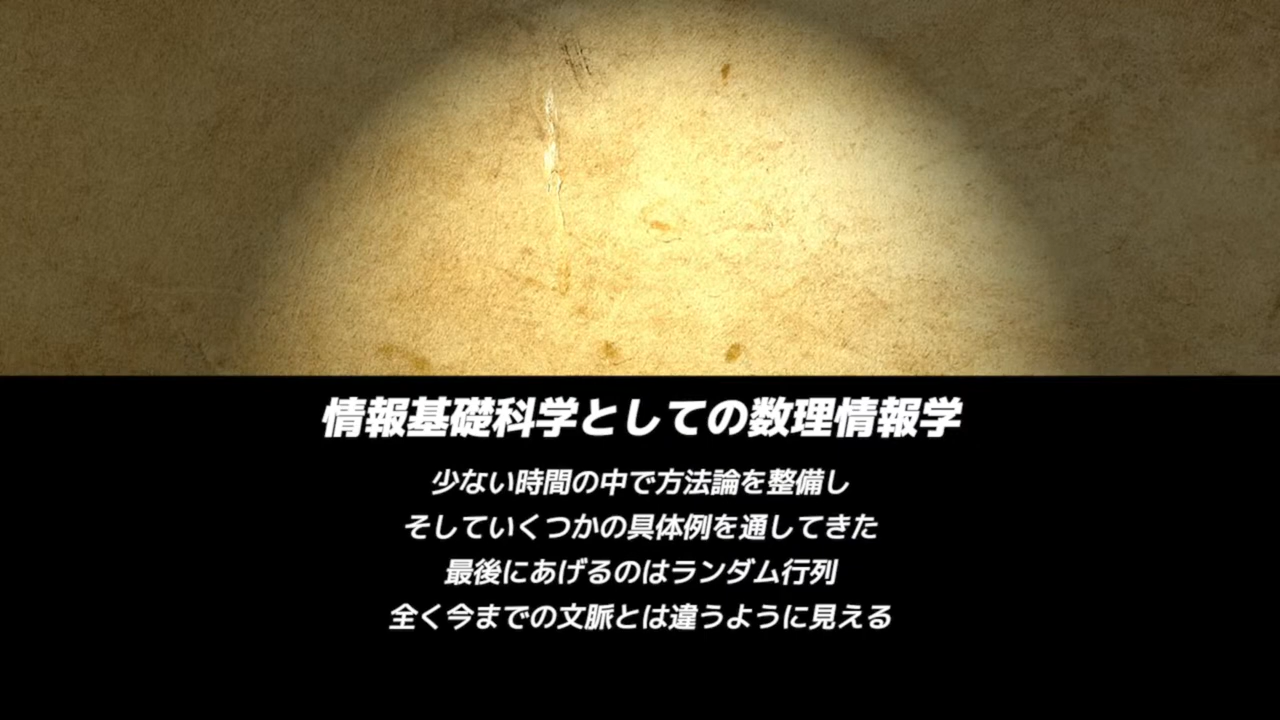 情報基礎科学としての数理情報学
少ない時間の中で方法論を整備し
そしていくつかの具体例を通してきた
最後にあげるのはランダム行列
全く今までの文脈とは違うように見える